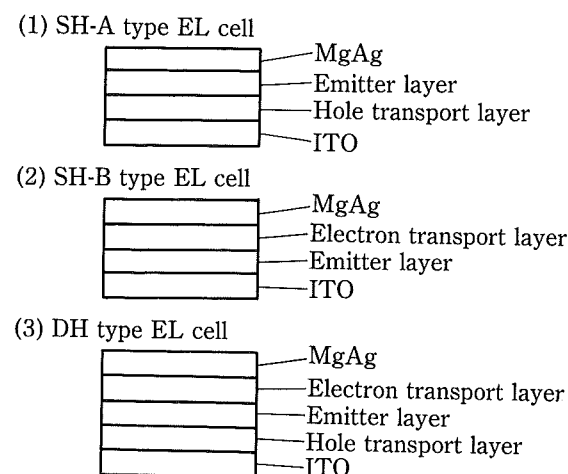 (1) SH-A type EL cell
MgAg
Emitter layer
Hole transport layer
ITO
(2) SH-B type EL cell
MgAg
Electron transport layer
Emitter layer
ITO
(3) DH type EL cell
MgAg
Electron transport layer
Emitter layer
Hole transport layer
ITO